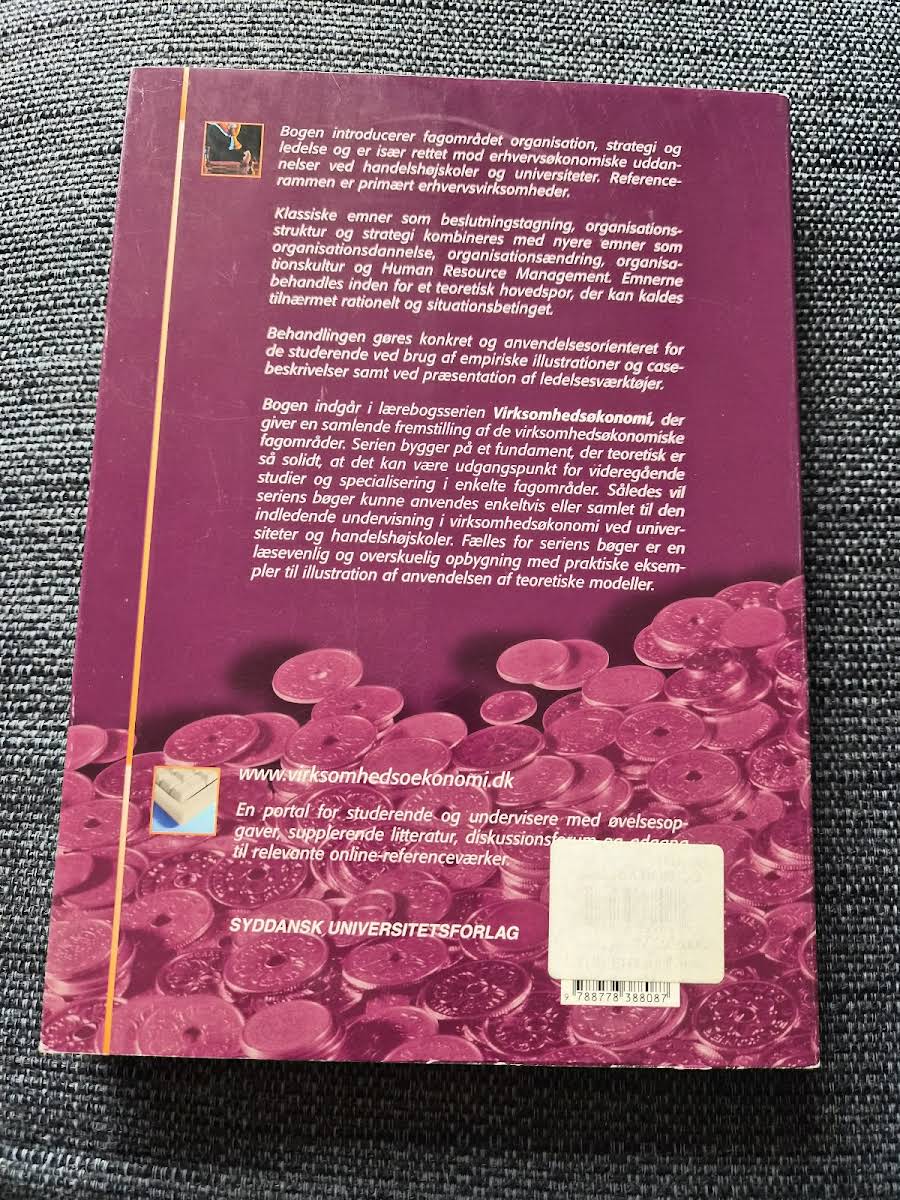 Bogen introducerer fagområdet organisation, strategi og
ledelse og er især rettet mod erhvervsøkonomiske uddan-
nelser ved handelshøjskoler og universiteter. Reference-
rammen er primært erhvervsvirksomheder.
Klassiske emner som beslutningstagning, organisations-
struktur og strategi kombineres med nyere emner som
organisationsdannelse, organisationsændring, organisa-
tionskultur og Human Resource Management. Emnerne
behandles inden for et teoretisk hovedspor, der kan kaldes
tilnærmet rationelt og situationsbetinget.
Behandlingen gøres konkret og anvendelsesorienteret for
de studerende ved brug af empiriske illustrationer og case-
beskrivelser samt ved præsentation af ledelsesværktøjer.
Bogen indgår i lærebogsserien Virksomhedsøkonomi, der
giver en samlende fremstilling af de virksomhedsøkonomiske
fagområder. Serien bygger på et fundament, der teoretisk er
så solidt, at det kan være udgangspunkt for videregående
studier og specialisering i enkelte fagområder. Således vil
seriens bøger kunne anvendes enkeltvis eller samlet til den
indledende undervisning i virksomhedsøkonomi ved univer-
siteter og handelshøjskoler. Fælles for seriens bøger er en
læsevenlig og overskuelig opbygning med praktiske eksem-
pler til illustration af anvendelsen af teoretiske modeller.
www.virksomhedsoekonomi.dk
En portal for studerende og undervisere med øvelsesop-
gaver, supplerende litteratur, diskussionsforum og adgang
til relevante online-referenceværker.
SYDDANSK UNIVERSITETSFORLAG
9 788778 388087